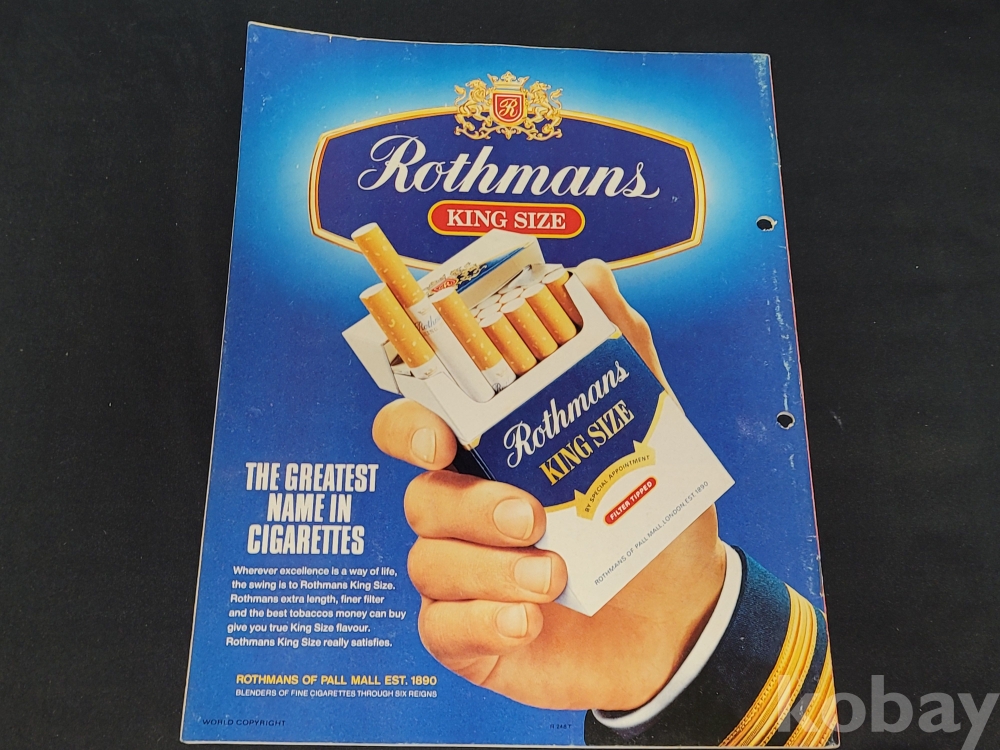 R
Rothmans
KING SIZE
Rothmans
KING SIZE
BY SPECIAL APPOINTMENT
FILTER TIPPED
ROTHMANS OF PALL MALL, LONDON, EST. 1890
THE GREATEST
NAME IN
CIGARETTES
Wherever excellence is a way of life,
the swing is to Rothmans King Size.
Rothmans extra length, finer filter
and the best tobaccos money can buy
give you true King Size flavour.
Rothmans King Size really satisfies.
ROTHMANS OF PALL MALL EST. 1890
BLENDERS OF FINE CIGARETTES THROUGH SIX REIGNS
WORLD COPYRIGHT
kobay